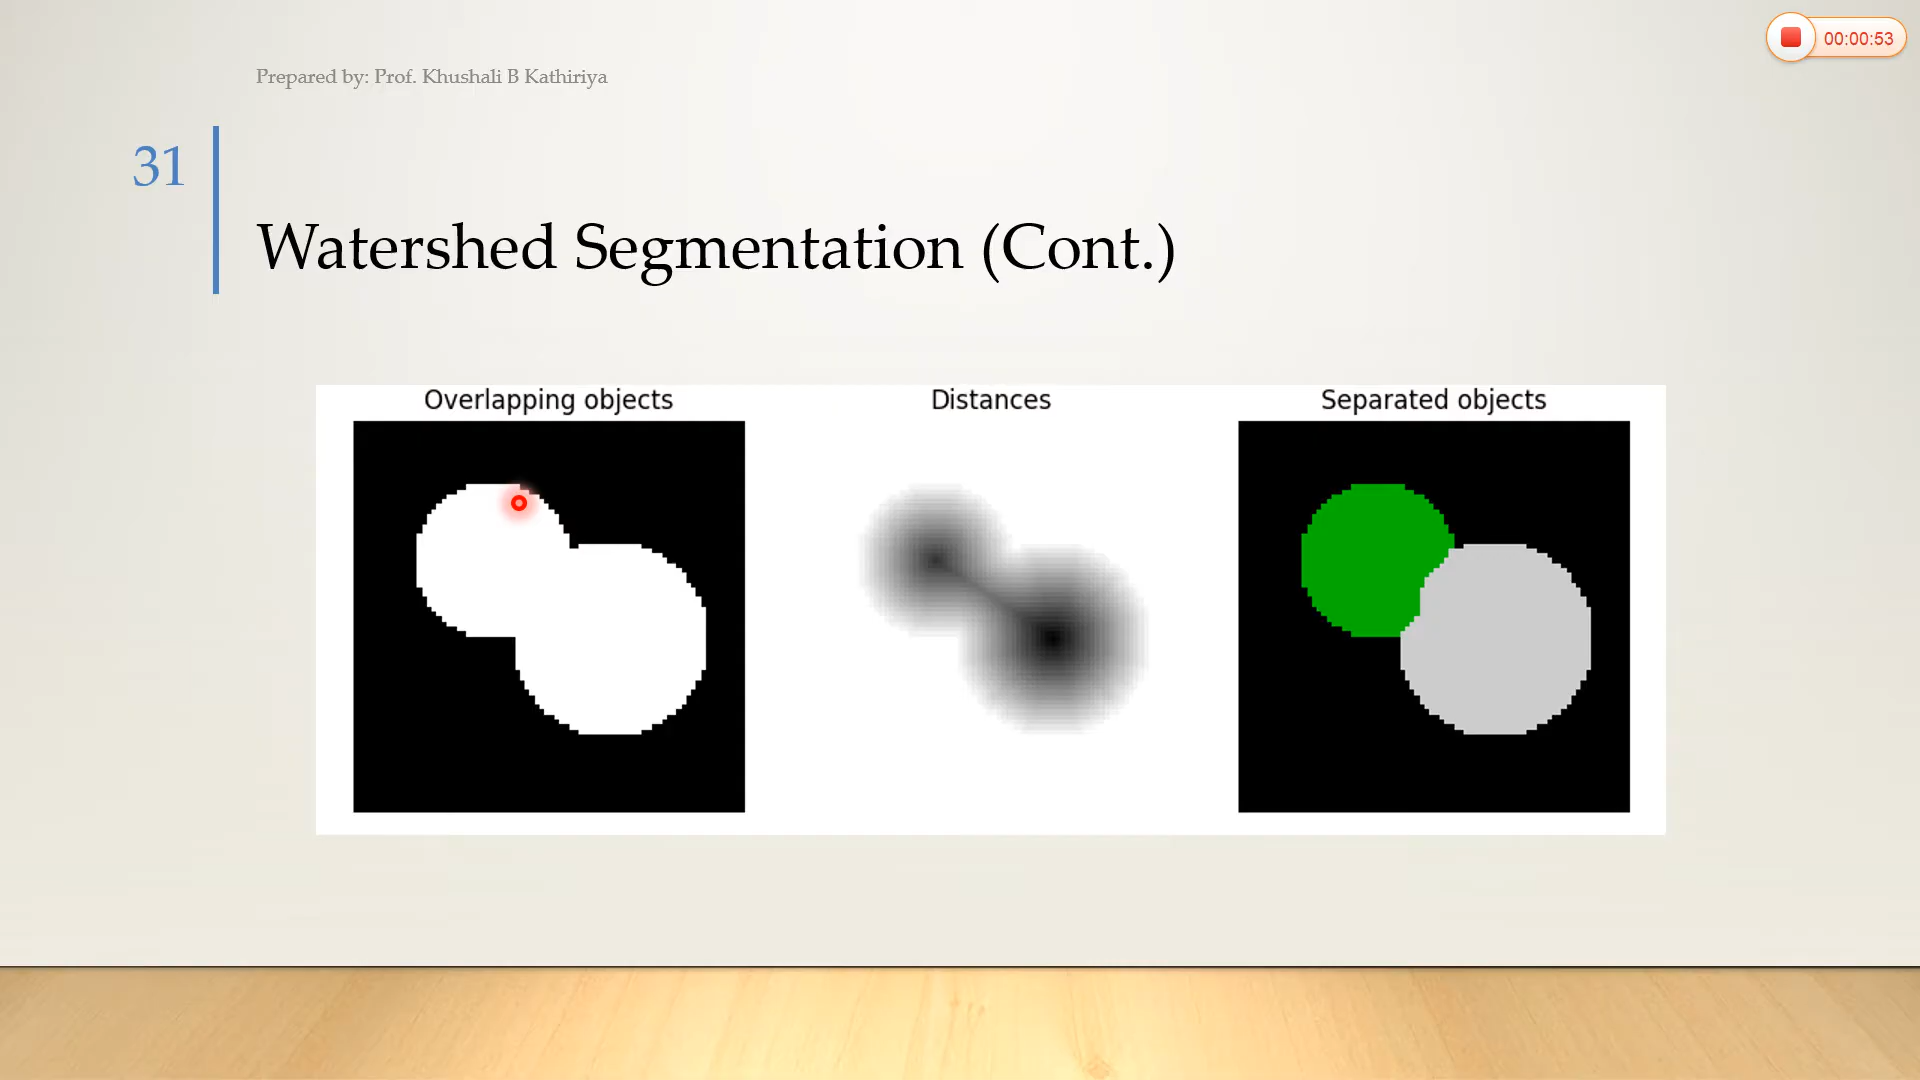 00:00:53
Prepared by: Prof. Khushali B Kathiriya
31
Watershed Segmentation (Cont.)
Overlapping objects
Distances
Separated objects